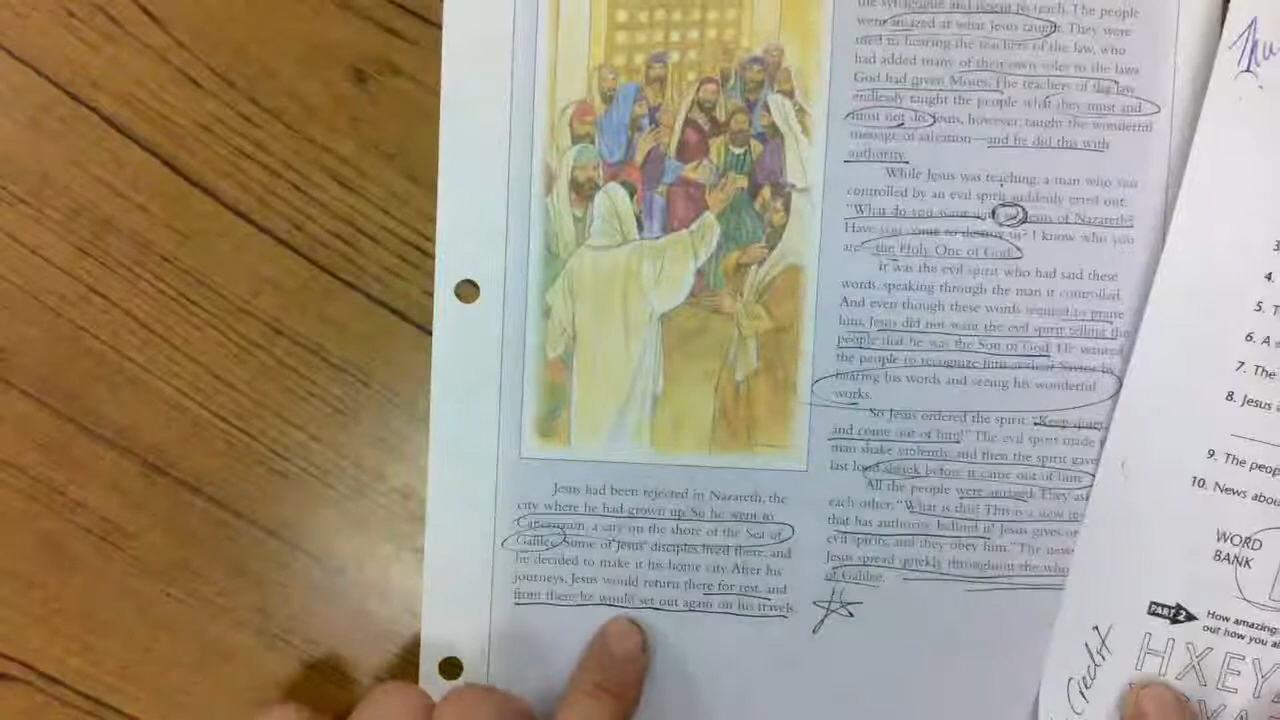 Jesus had been rejected in Nazareth, the
city where he had grown up. So he went to
Capernaum, a city on the shore of the Sea of
Galilee. Some of Jesus' disciples lived there, and
he decided to make it his home city. After his
journeys, Jesus would return there for rest, and
from there he would set out again on his travels.
the synagogue and began to teach. The people
were amazed at what Jesus taught. They were
used to hearing the teachers of the law, who
had added many of their own rules to the laws
God had given Moses. The teachers of the law
endlessly taught the people what they must and
must not do. Jesus, however, taught the wonderful
message of salvation—and he did this with
authority.
While Jesus was teaching, a man who was
controlled by an evil spirit suddenly cried out,
"What do you want Jesus of Nazareth?
Have you come to destroy us? I know who you
are—the Holy One of God."
It was the evil spirit who had said these
words, speaking through the man it controlled.
And even though these words seemed to praise
him, Jesus did not want the evil spirit telling the
people that he was the Son of God. He wanted
the people to recognize him as their Savior by
hearing his words and seeing his wonderful
works.
So Jesus ordered the spirit, "Keep quiet
and come out of him!" The evil spirit made
man shake violently, and then the spirit gave
last loud shriek before it came out of him.
All the people were amazed. They
each other, "What is this? This is a new
that has authority behind it! Jesus gives
evil spirits, and they obey him." The news
Jesus spread quickly throughout the
of Galilee.
3.
4.
5. T
6. A
7. The
8. Jesus
9. The peop
10. News abou
WORD
BANK
PART 2
How amazing
out how you a
HXEY
Credit